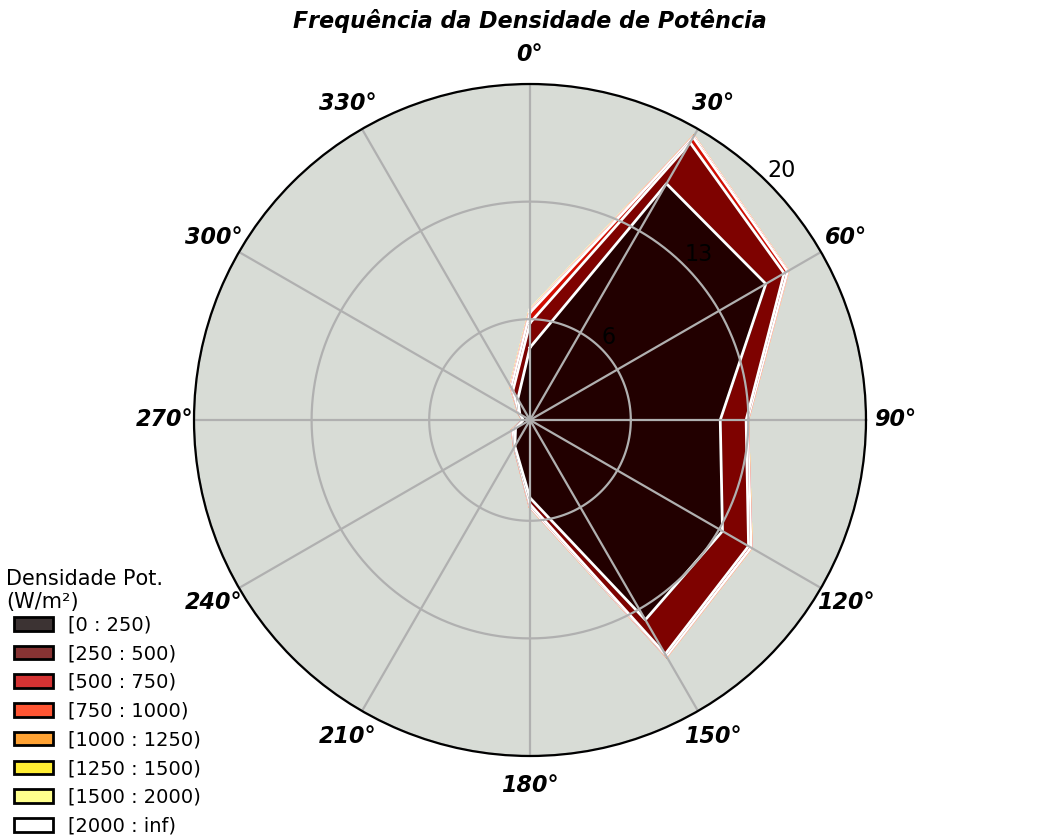 Frequência da Densidade de Potência
0°
330°
30°
20
300°
60°
13
6
270°
90°
240°
120°
210°
150°
180°
Densidade Pot.
(W/m²)
[0 : 250)
[250 : 500)
[500 : 750)
[750 : 1000)
[1000 : 1250)
[1250 : 1500)
[1500 : 2000)
[2000 : inf)